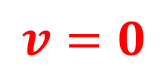 v = 0